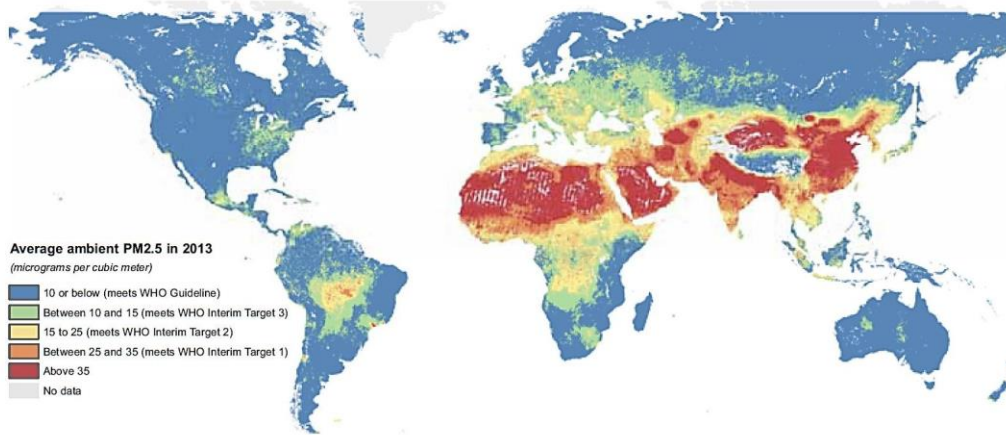 Average ambient PM2.5 in 2013
(micrograms per cubic meter)
10 or below (meets WHO Guideline)
Between 10 and 15 (meets WHO Interim Target 3)
15 to 25 (meets WHO Interim Target 2)
Between 25 and 35 (meets WHO Interim Target 1)
Above 35
No data